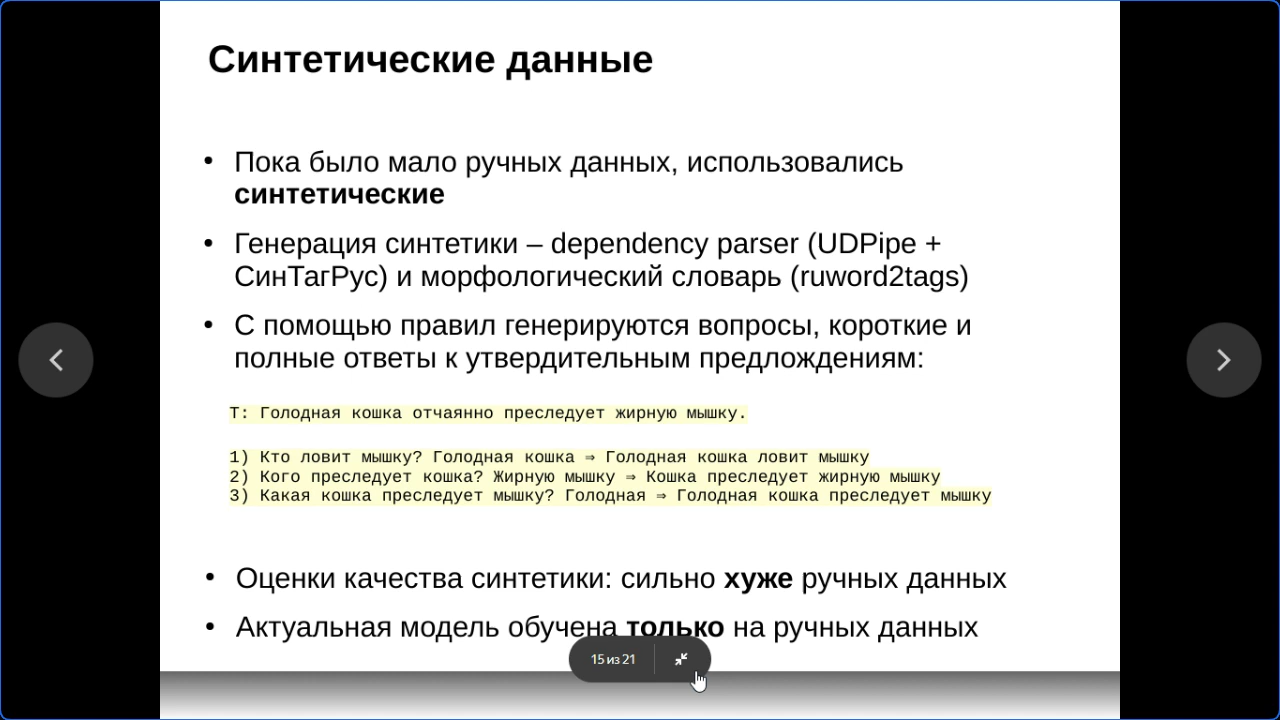 Синтетические данные
• Пока было мало ручных данных, использовались
синтетические
• Генерация синтетики – dependency parser (UDPipe +
СинТагРус) и морфологический словарь (ruword2tags)
• С помощью правил генерируются вопросы, короткие и
полные ответы к утвердительным предложениям:
T: Голодная кошка отчаянно преследует жирную мышку.
1) Кто ловит мышку? Голодная кошка ⇒ Голодная кошка ловит мышку
2) Кого преследует кошка? Жирную мышку ⇒ Кошка преследует жирную мышку
3) Какая кошка преследует мышку? Голодная ⇒ Голодная кошка преследует мышку
• Оценки качества синтетики: сильно хуже ручных данных
• Актуальная модель обучена только на ручных данных
15 из 21